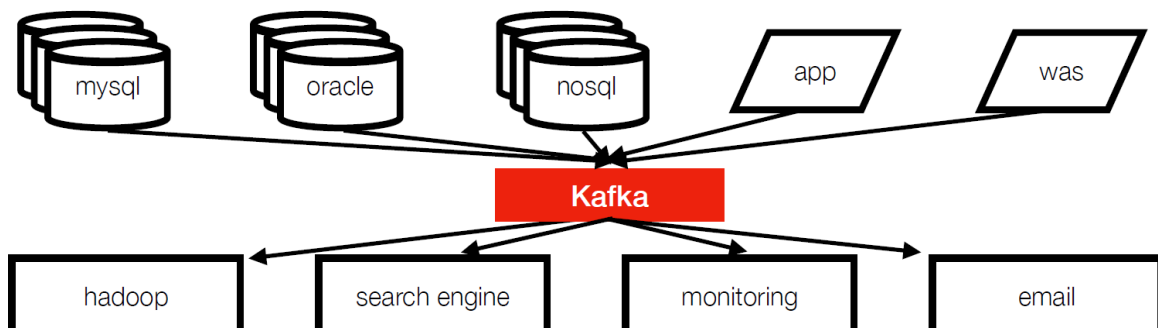 mysql
oracle
nosql
app
was
Kafka
hadoop
search engine
monitoring
email